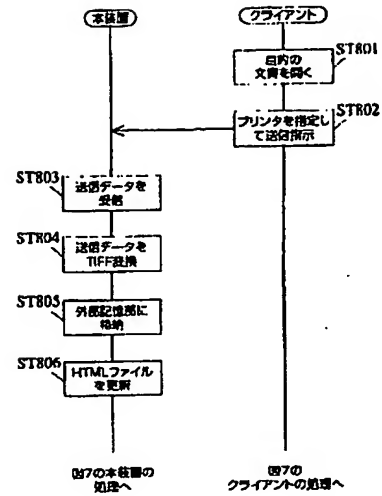 本装置
クライアント
ST801
目的の
文書を開く
ST802
プリンタを指定し
て送信指示
ST803
送信データを
受信
ST804
送信データを
TIFF変換
ST805
外部記憶部に
格納
ST806
HTMLファイル
を更新
図7の本装置の
処理へ
図7の
クライアントの処理へ